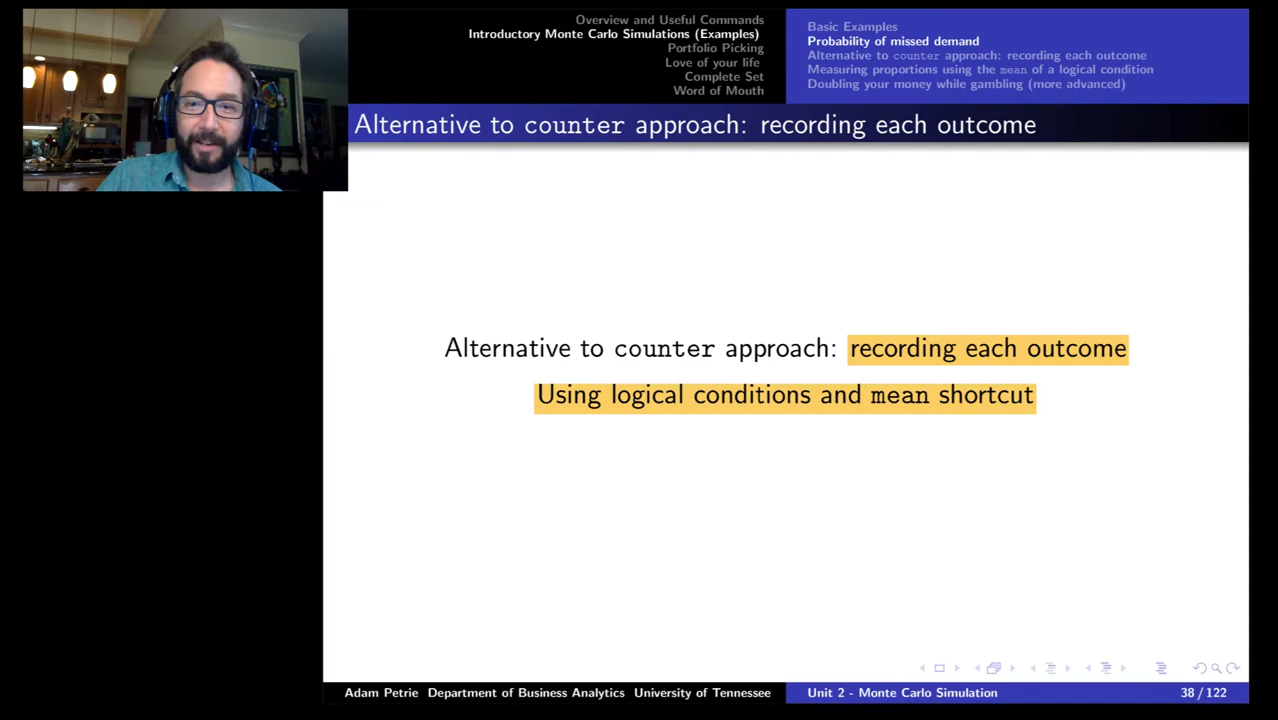 Overview and Useful Commands
Introductory Monte Carlo Simulations (Examples)
Portfolio Picking
Love of your life
Complete Set
Word of Mouth
Basic Examples
Probability of missed demand
Alternative to counter approach: recording each outcome
Measuring proportions using the mean of a logical condition
Doubling your money while gambling (more advanced)
Alternative to counter approach: recording each outcome
Alternative to counter approach: recording each outcome
Using logical conditions and mean shortcut
Adam Petrie Department of Business Analytics University of Tennessee
Unit 2 - Monte Carlo Simulation
38 / 122